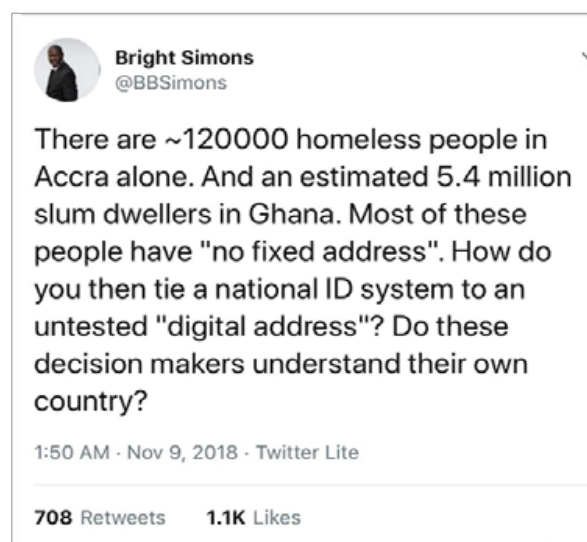 Bright Simons
@BBSimons
There are ~120000 homeless people in
Accra alone. And an estimated 5.4 million
slum dwellers in Ghana. Most of these
people have "no fixed address". How do
you then tie a national ID system to an
untested "digital address"? Do these
decision makers understand their own
country?
1:50 AM · Nov 9, 2018 · Twitter Lite
708 Retweets 1.1K Likes